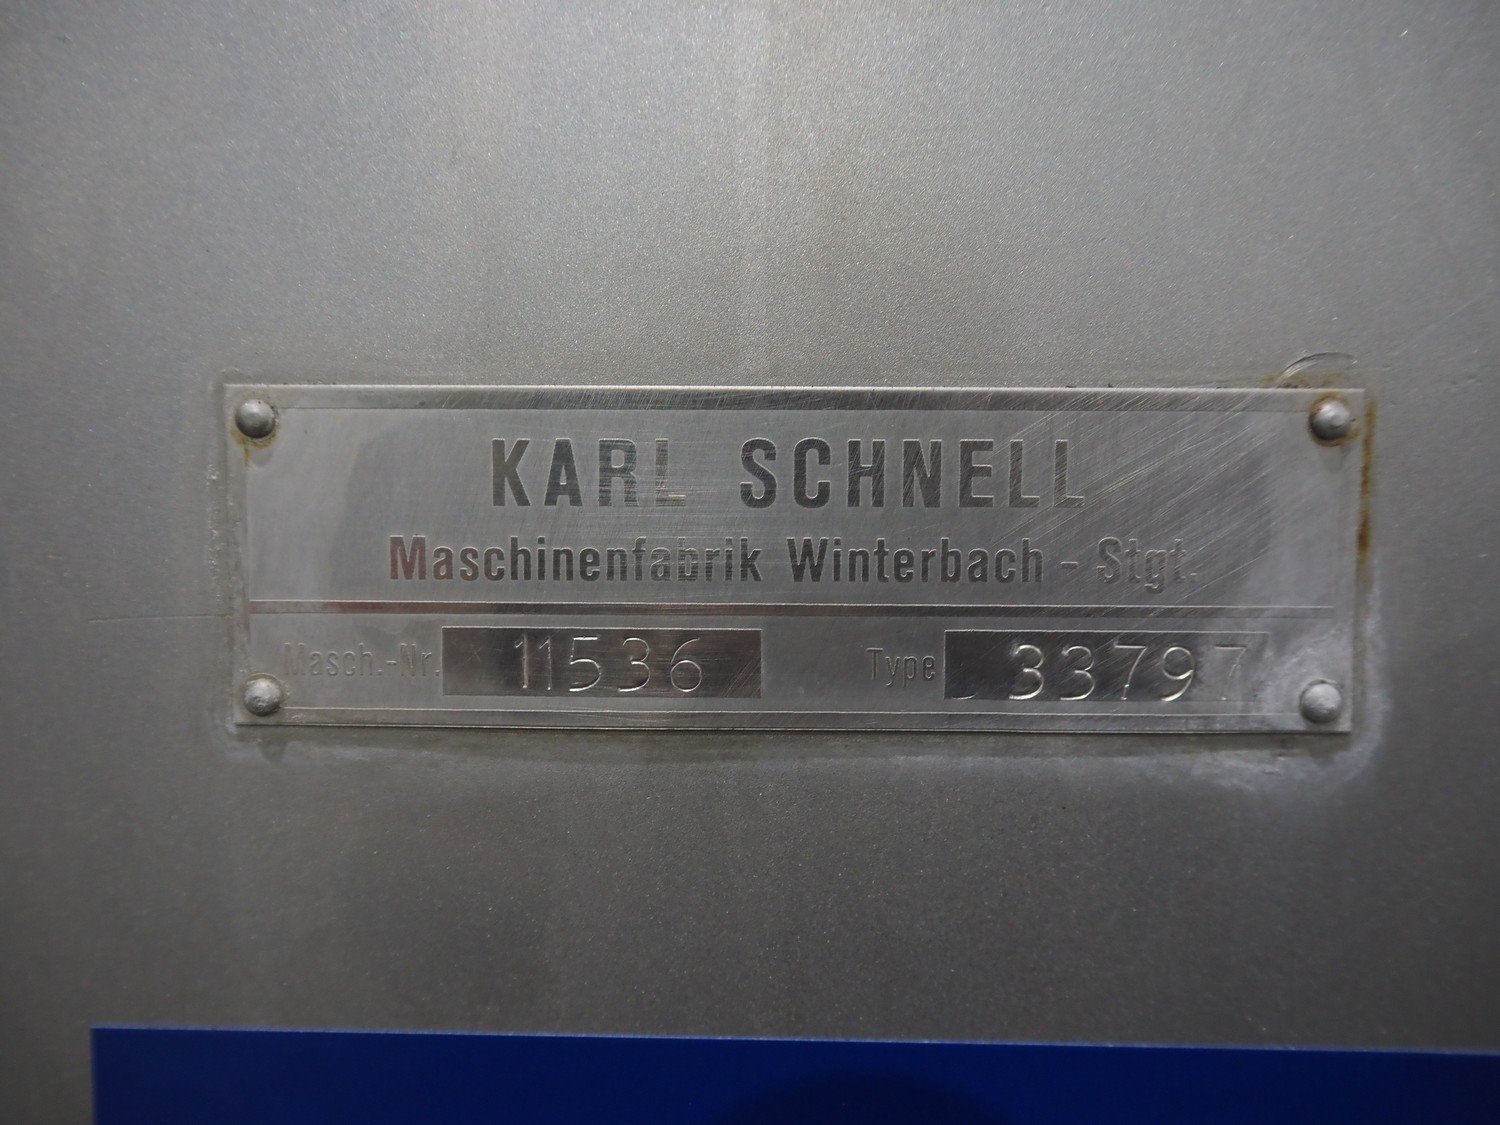 KARL SCHNELL
Maschinenfabrik Winterbach - Stgt.
Masch.-Nr. 11536 Type 33797